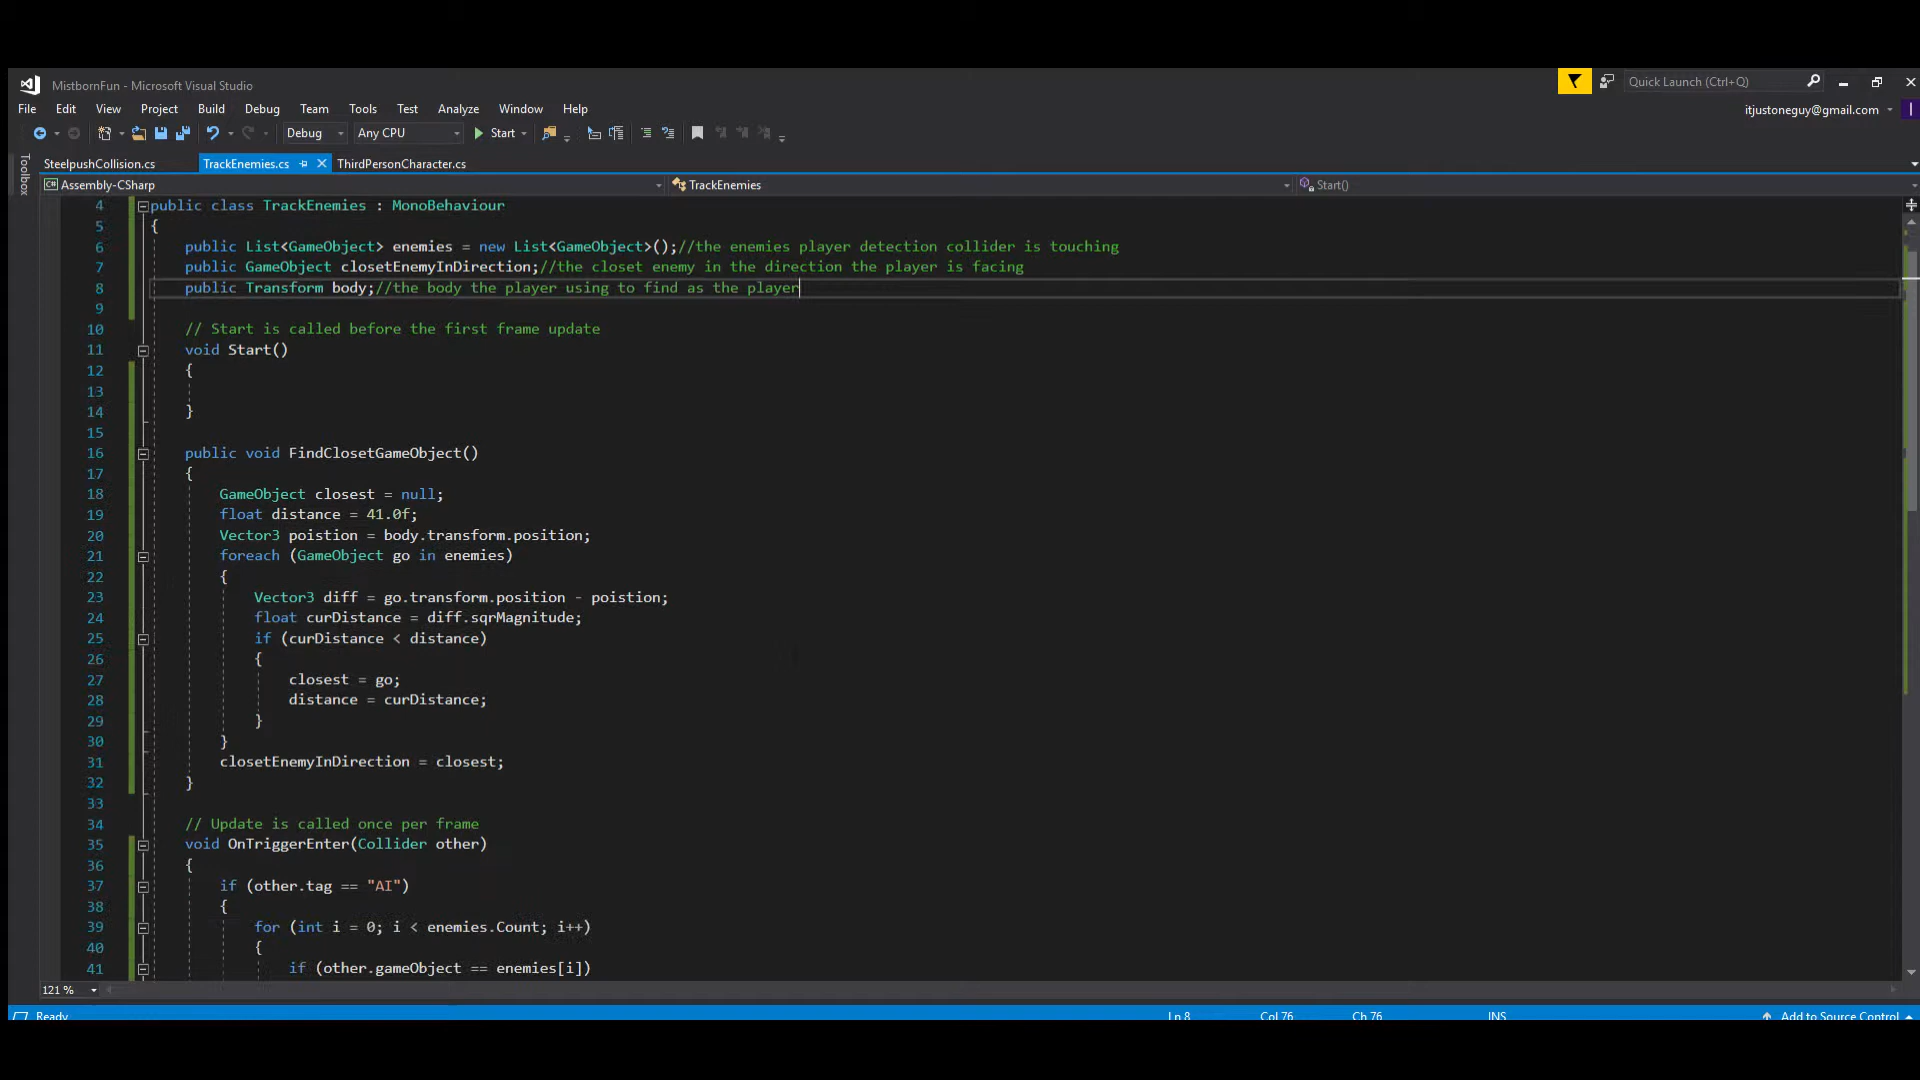 MistbornFun - Microsoft Visual Studio
Quick Launch (Ctrl+Q)
File Edit View Project Build Debug Team Tools Test Analyze Window Help
itjustoneguy@gmail.com
Debug Any CPU Start
Toolbox
SteelpushCollision.cs TrackEnemies.cs ThirdPersonCharacter.cs
Assembly-CSharp TrackEnemies Start()
4 public class TrackEnemies : MonoBehaviour
5 {
6 public List<GameObject> enemies = new List<GameObject>();//the enemies player detection collider is touching
7 public GameObject closetEnemyInDirection;//the closet enemy in the direction the player is facing
8 public Transform body;//the body the player using to find as the player
9
10 // Start is called before the first frame update
11 void Start()
12 {
13
14 }
15
16 public void FindClosetGameObject()
17 {
18 GameObject closest = null;
19 float distance = 41.0f;
20 Vector3 poistion = body.transform.position;
21 foreach (GameObject go in enemies)
22 {
23 Vector3 diff = go.transform.position - poistion;
24 float curDistance = diff.sqrMagnitude;
25 if (curDistance < distance)
26 {
27 closest = go;
28 distance = curDistance;
29 }
30 }
31 closetEnemyInDirection = closest;
32 }
33
34 // Update is called once per frame
35 void OnTriggerEnter(Collider other)
36 {
37 if (other.tag == "AI")
38 {
39 for (int i = 0; i < enemies.Count; i++)
40 {
41 if (other.gameObject == enemies[i])
121 %
Ready Ln 8 Col 76 Ch 76 INS Add to Source Control